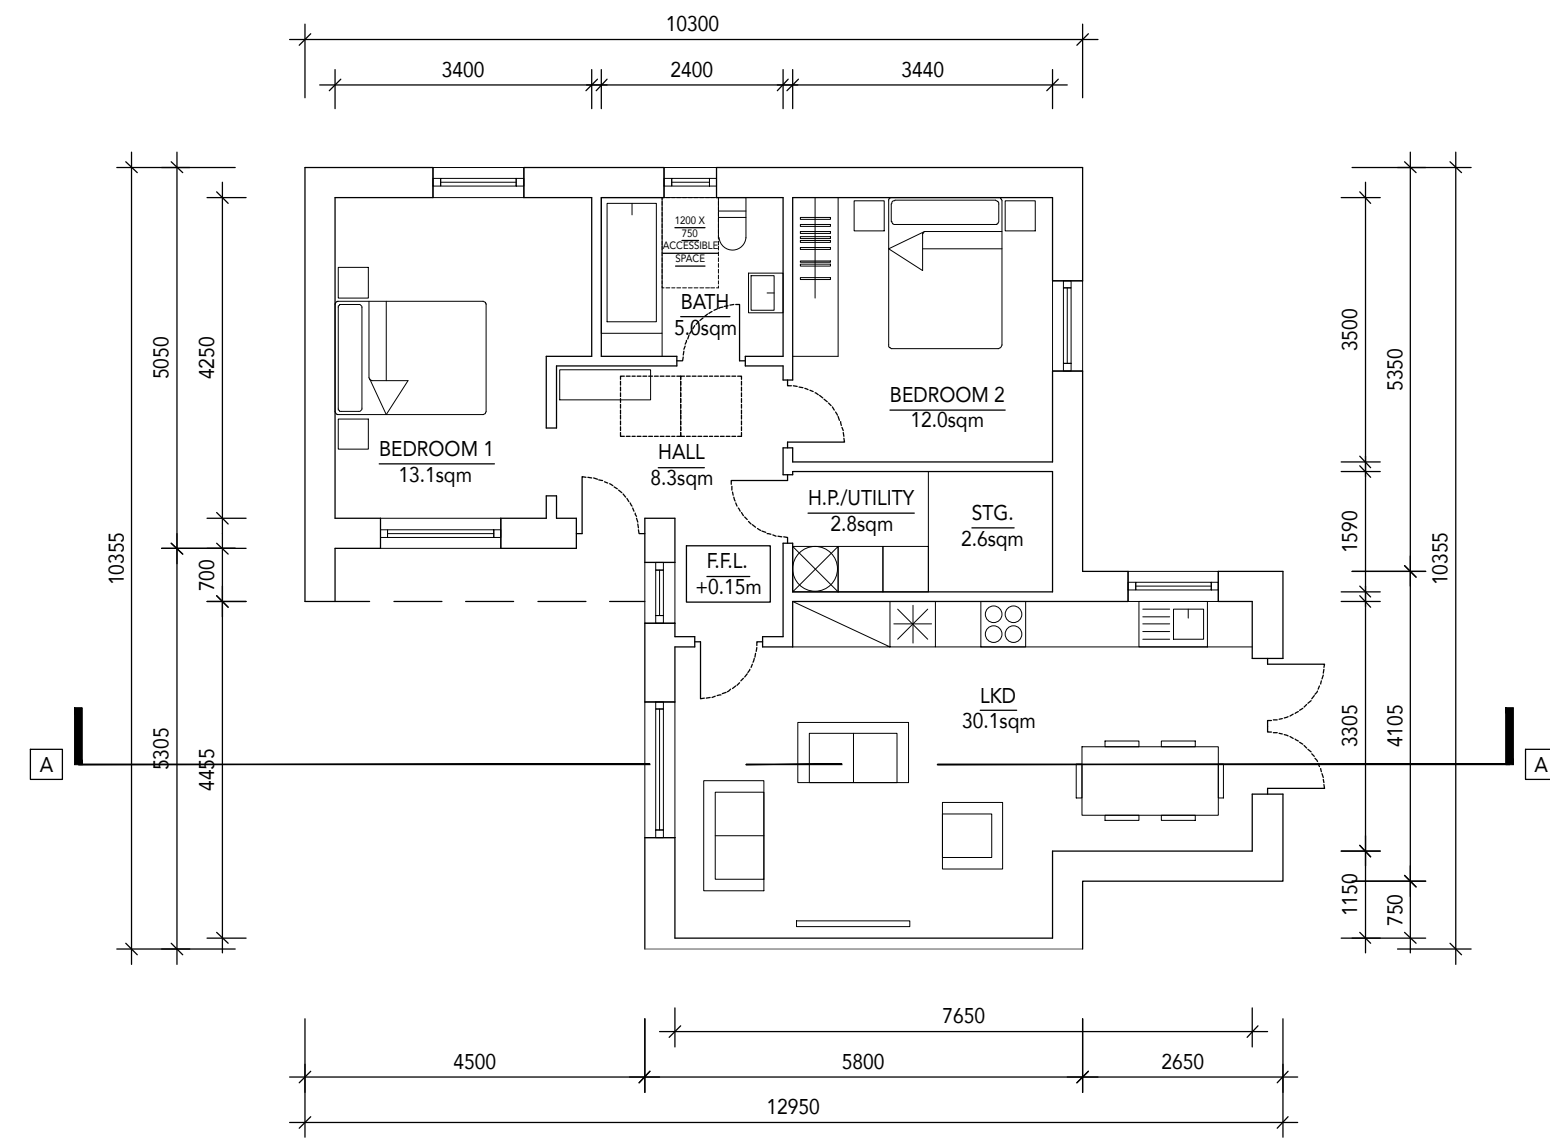 10300
3400 2400 3440
1200 X
750
ACCESSIBLE
SPACE
BATH
5.0sqm
BEDROOM 2
12.0sqm
BEDROOM 1
13.1sqm
HALL
8.3sqm
H.P./UTILITY
2.8sqm
STG.
2.6sqm
F.F.L.
+0.15m
LKD
30.1sqm
10355
5050
5305
4250
700
4455
3500
1590
3305
1150
5350
4105
750
10355
A
A
7650
4500 5800 2650
12950